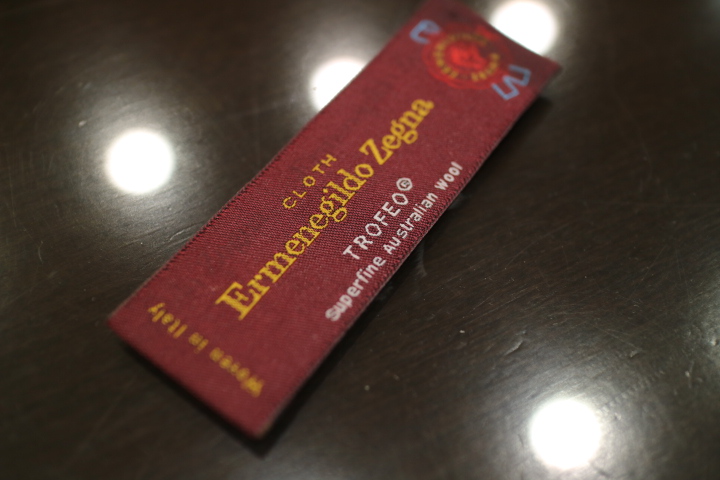 CLOTH
Ermenegildo Zegna
TROFEO®
Superfine Australian Wool
Woven in Italy